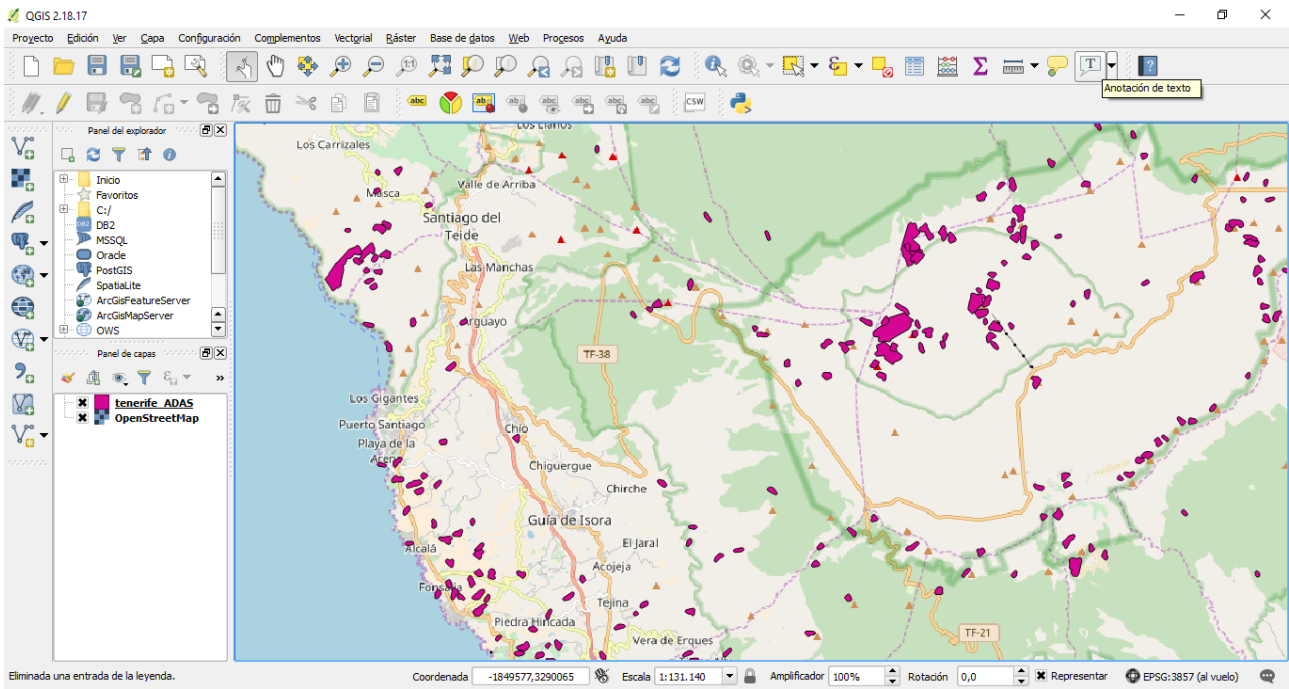 QGIS 2.18.17
Proyecto Edición Ver Capa Configuración Complementos Vectorial Ráster Base de datos Web Procesos Ayuda
Anotación de texto
Panel del explorador
Inicio
Favoritos
C:/
DB2
MSSQL
Oracle
PostGIS
SpatiaLite
ArcGisFeatureServer
ArcGisMapServer
OWS
Panel de capas
tenerife_ADAS
OpenStreetMap
Los Llanos
Los Carrizales
Masca
Valle de Arriba
Santiago del
Teide
Las Manchas
Arguayo
TF-38
Los Gigantes
Puerto Santiago
Playa de la
Arena
Chío
Chiguergue
Chirche
Guía de Isora
El Jaral
Alcalá
Acojeja
Fonsalía
Tejina
Piedra Hincada
Vera de Erques
TF-21
Eliminada una entrada de la leyenda.
Coordenada -1849577,3290065 Escala 1:131.140 Amplificador 100% Rotación 0,0 Representar EPSG:3857 (al vuelo)